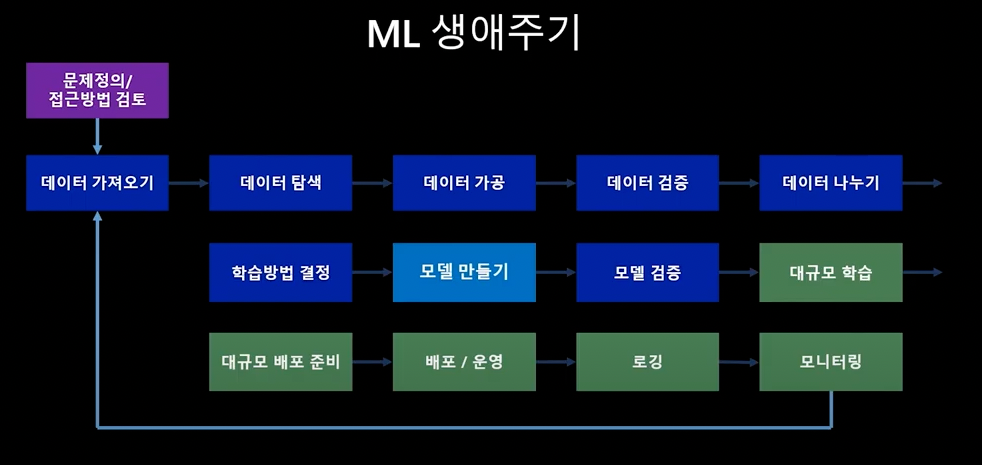 ML 생애주기
문제정의/
접근방법 검토
데이터 가져오기
데이터 탐색
데이터 가공
데이터 검증
데이터 나누기
학습방법 결정
모델 만들기
모델 검증
대규모 학습
대규모 배포 준비
배포 / 운영
로깅
모니터링